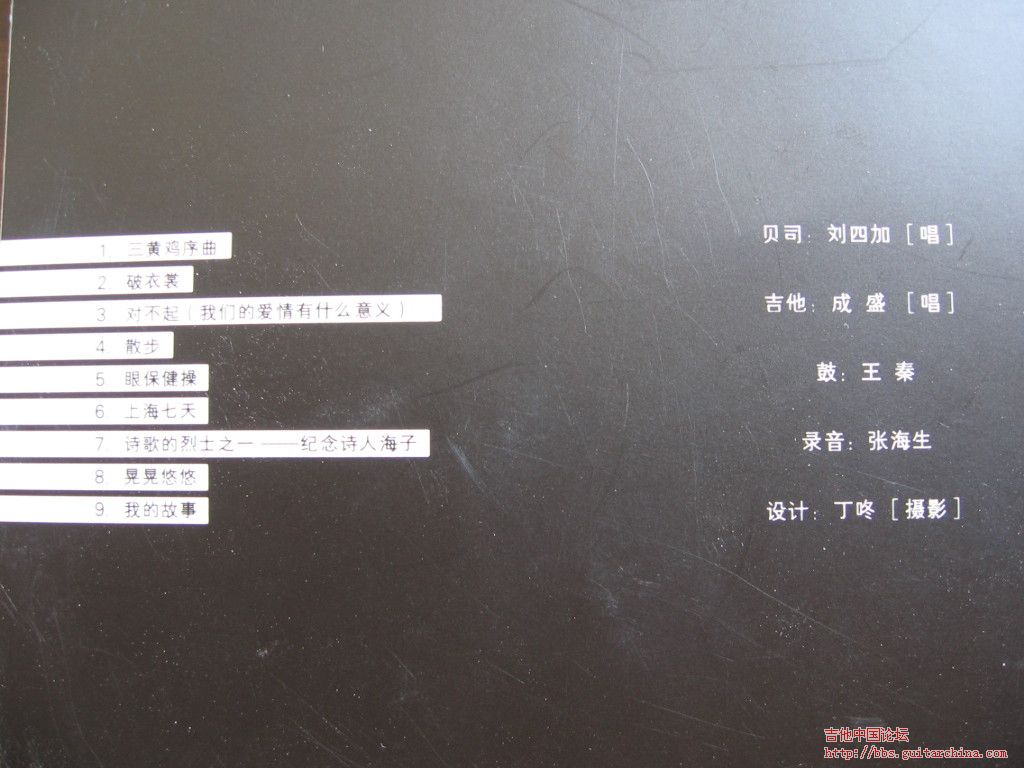 1. 三黄鸡序曲
2 破衣裳
3 对不起（我们的爱情有什么意义）
4 散步
5. 眼保健操
6 上海七天
7. 诗歌的烈士之一 ——纪念诗人海子
8 晃晃悠悠
9 我的故事
贝司：刘四加［唱］
吉他：成 盛 ［唱］
鼓：王 秦
录音：张海生
设计：丁咚［摄影］
吉他中国论坛
http://bbs.guitarchina.com/